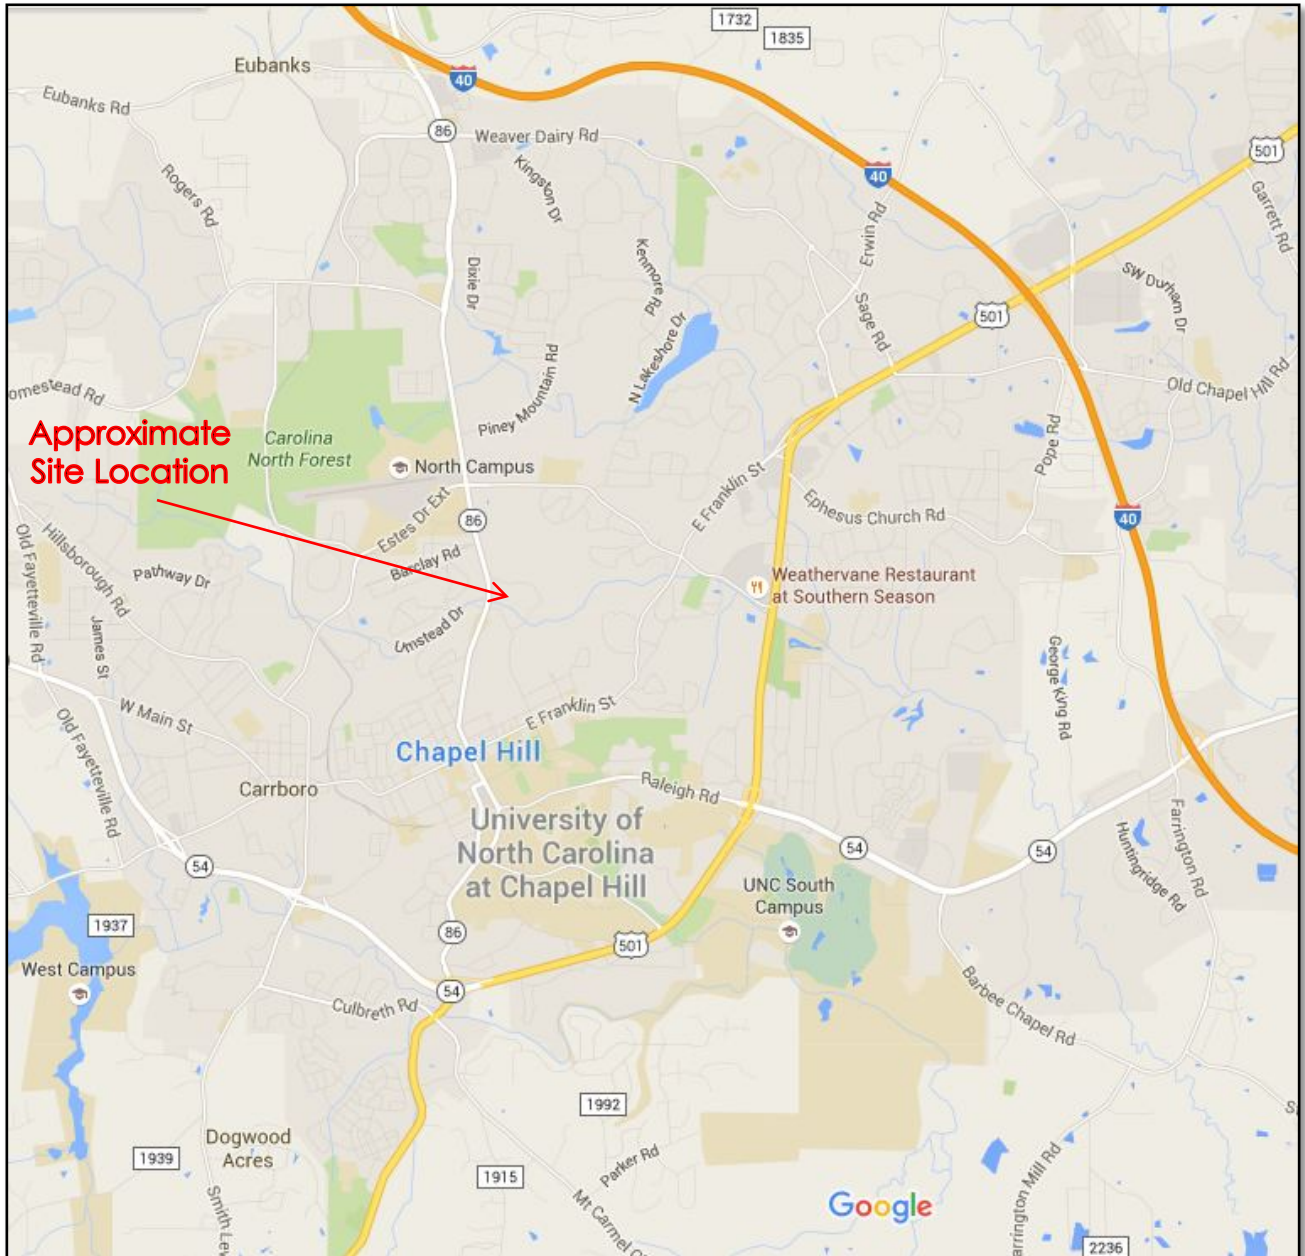 1732
1835
Eubanks
40
Eubanks Rd
86
Weaver Dairy Rd
501
Kingston Dr
40
Rogers Rd
Garrett Rd
Erwin Rd
Kenmore Rd
Dixie Dr
SW Durham Dr
Sage Rd
501
N Lakeshore Dr
Piney Mountain Rd
Old Chapel Hill Rd
omestead Rd
Approximate
Site Location
Carolina
North Forest
North Campus
Pope Rd
E Franklin St
Estes Dr Ext
86
Ephesus Church Rd
40
Old Fayetteville Rd
Hillsborough Rd
Barclay Rd
Pathway Dr
Weathervane Restaurant
at Southern Season
Umstead Dr
James St
George King Rd
W Main St
E Franklin St
Old Fayetteville Rd
Chapel Hill
Carrboro
Raleigh Rd
University of
North Carolina
at Chapel Hill
54
54
54
Farrington Rd
Huntingridge Rd
UNC South
Campus
1937
86
501
West Campus
54
Culbreth Rd
Barbee Chapel Rd
1992
Dogwood
Acres
1939
1915
Parker Rd
Smith Lev
Mt Carmel C
Google
arrington Mill Rd
2236